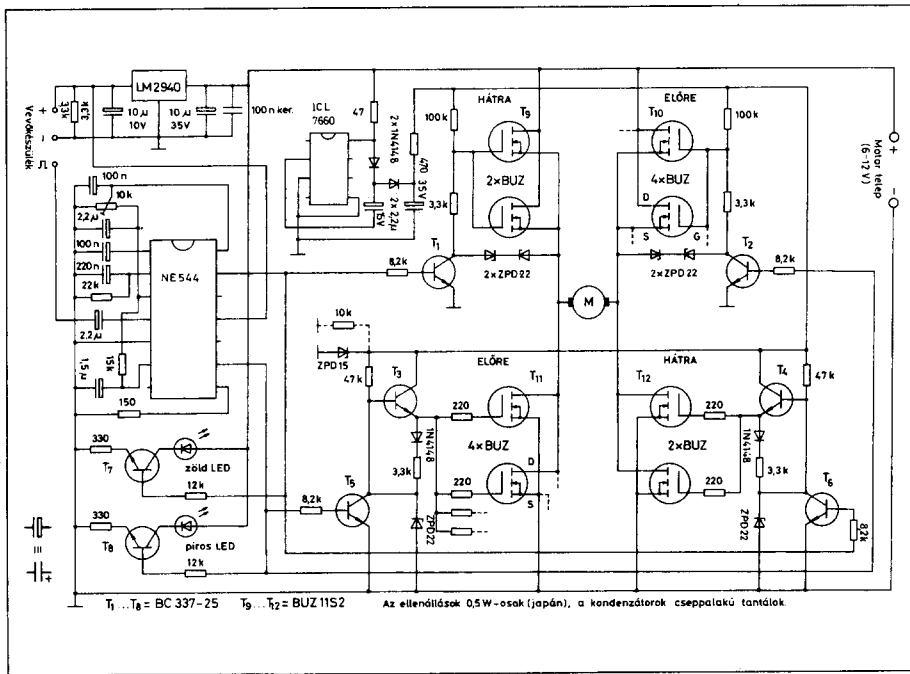 LM2940
+
33k
3,3k
10µ
10V
10µ
35V
100n ker.
Vevőkészülék
ICL
7660
47
2×1N4148
470
35V
15V
2× 2,2µ
100k
HÁTRA
T9
2×BUZ
3,3k
T1
8,2k
2×ZPD22
ELŐRE
T10
100k
4×BUZ
D
S
G
3,3k
T2
2×ZPD22
8,2k
Motor telep
(6-12V)
+
-
M
100n
10k
2,2µ
100n
220n
22k
NE544
2,2µ
1,5µ
15k
150
330
T7
zöld LED
12k
330
T8
piros LED
12k
10k
ZPD15
47k
T3
ELŐRE
T11
220
1N4148
4×BUZ
3,3k
D
220
S
T5
8,2k
ZPD22
HÁTRA
T12
T4
47k
220
1N4148
2×BUZ
3,3k
220
T6
ZPD22
8,2k
+
T1...T8= BC 337-25 T9...T12= BUZ 11S2 Az ellenállások 0,5W-osak (japán), a kondenzátorok cseppalakú tantálok.